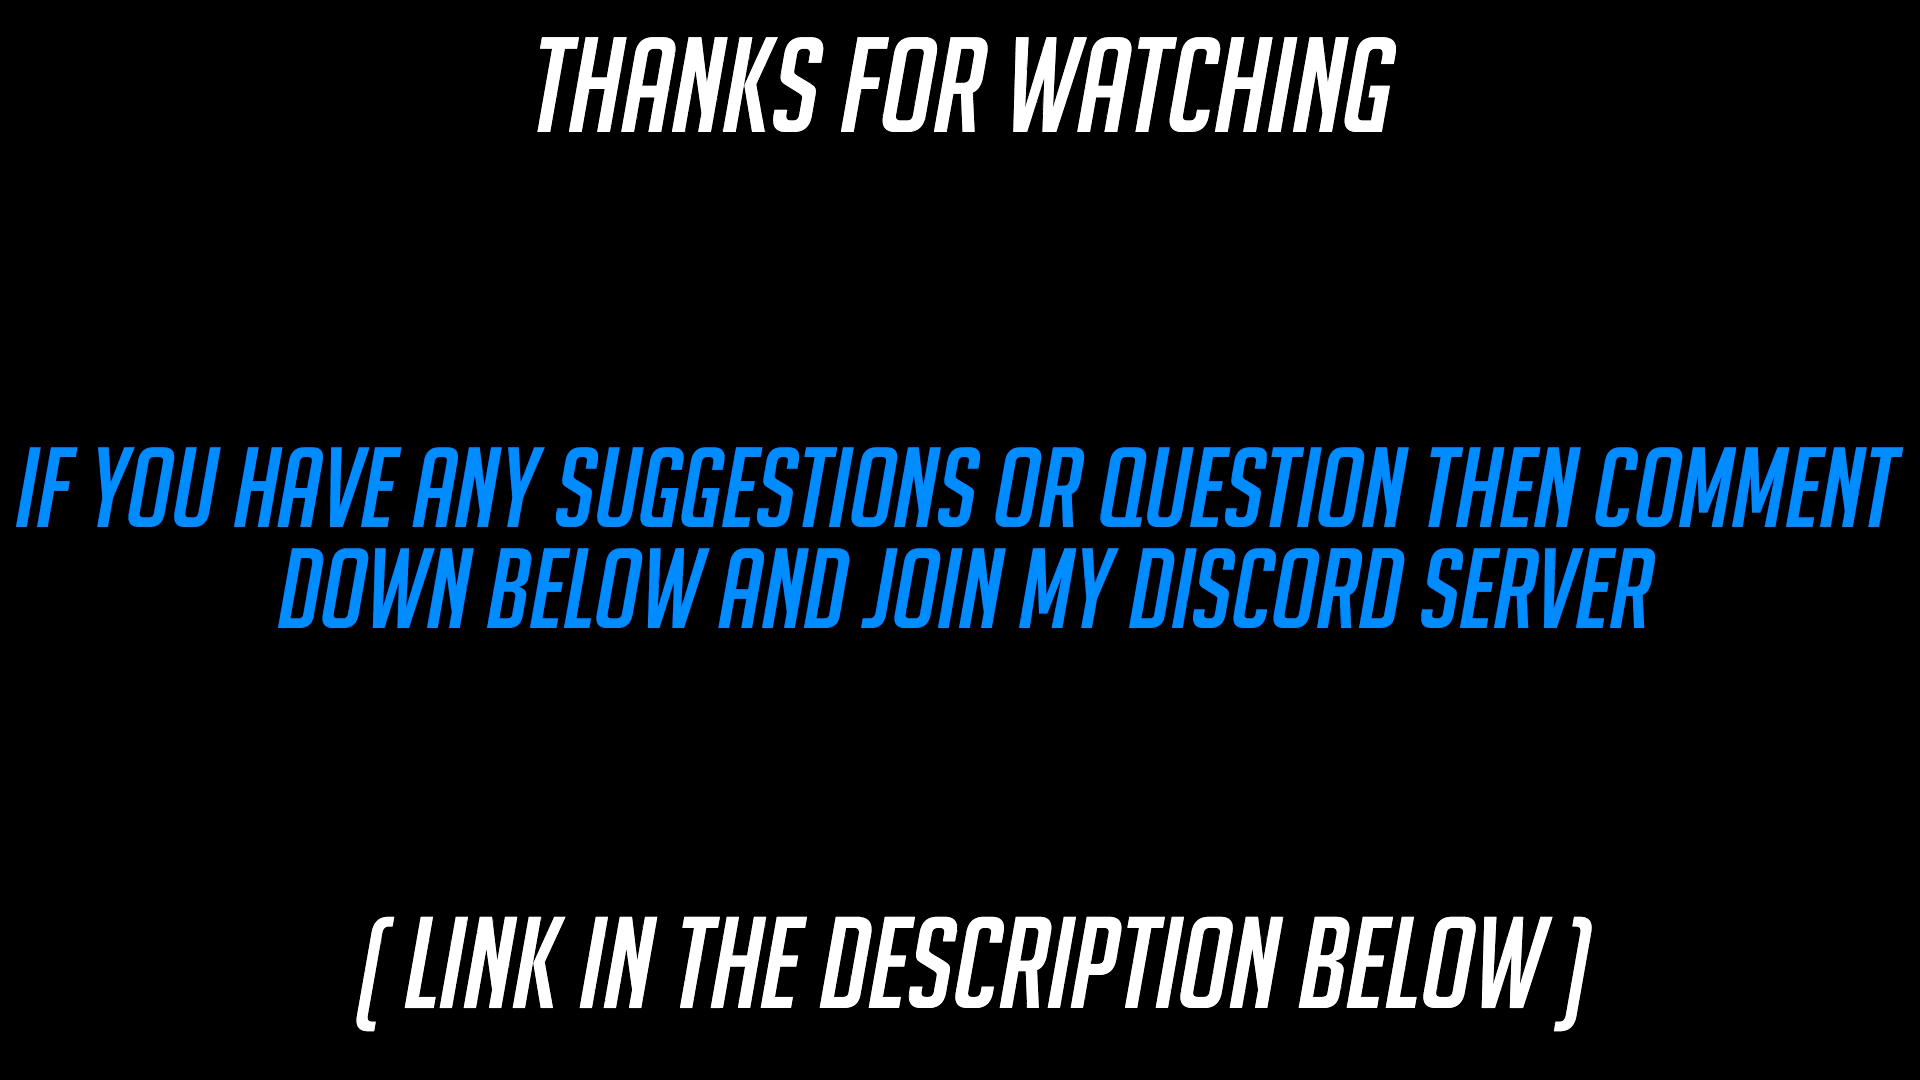 THANKS FOR WATCHING
IF YOU HAVE ANY SUGGESTIONS OR QUESTION THEN COMMENT
DOWN BELOW AND JOIN MY DISCORD SERVER
( LINK IN THE DESCRIPTION BELOW )